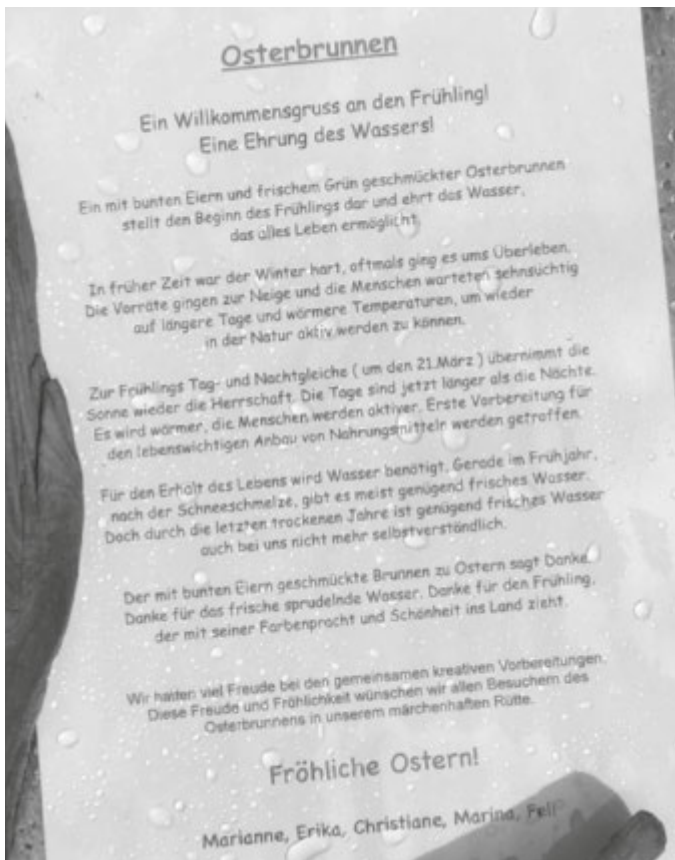 Osterbrunnen
Ein Willkommensgruss an den Frühling!
Eine Ehrung des Wassers!
Ein mit bunten Eiern und frischem Grün geschmückter Osterbrunnen
stellt den Beginn des Frühlings dar und ehrt das Wasser,
das alles Leben ermöglicht.
In früher Zeit war der Winter hart, oftmals ging es ums Überleben.
Die Vorräte gingen zur Neige und die Menschen warteten sehnsüchtig
auf längere Tage und wärmere Temperaturen, um wieder
in der Natur aktiv werden zu können.
Zur Frühlings Tag- und Nachtgleiche ( um den 21.März ) übernimmt die
Sonne wieder die Herrschaft. Die Tage sind jetzt länger als die Nächte.
Es wird wärmer, die Menschen werden aktiver. Erste Vorbereitung für
den lebenswichtigen Anbau von Nahrungsmitteln werden getroffen.
Für den Erhalt des Lebens wird Wasser benötigt. Gerade im Frühjahr,
nach der Schneeschmelze, gibt es meist genügend frisches Wasser.
Doch durch die letzten trockenen Jahre ist genügend frisches Wasser
auch bei uns nicht mehr selbstverständlich.
Der mit bunten Eiern geschmückte Brunnen zu Ostern sagt Danke.
Danke für das frische sprudelnde Wasser. Danke für den Frühling,
der mit seiner Farbenpracht und Schönheit ins Land zieht.
Wir hatten viel Freude bei den gemeinsamen kreativen Vorbereitungen.
Diese Freude und Fröhlichkeit wünschen wir allen Besuchern des
Osterbrunnens in unserem märchenhaften Rütte.
Fröhliche Ostern!
Marianne, Erika, Christiane, Marina,